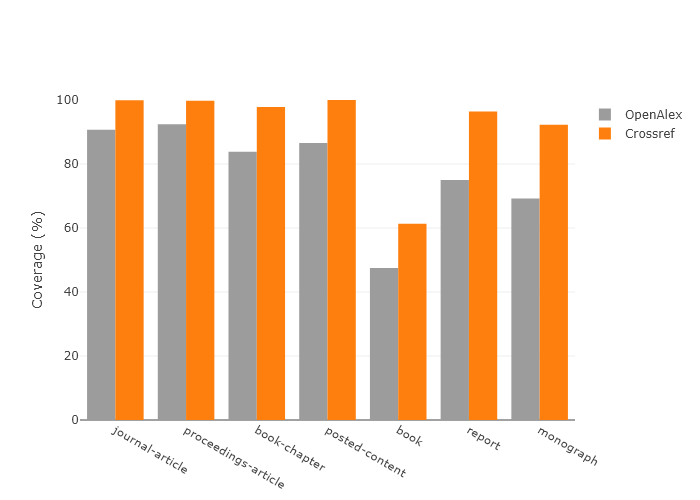 100
80
60
40
20
0
Coverage (%)
journal-article
proceedings-article
book-chapter
posted-content
book
report
monograph
OpenAlex
Crossref